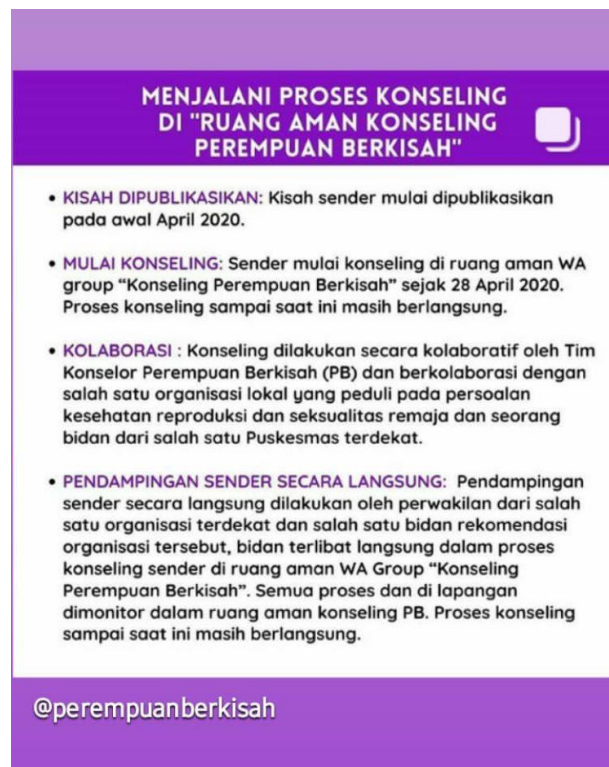 MENJALANI PROSES KONSELING
DI "RUANG AMAN KONSELING
PEREMPUAN BERKISAH"
• KISAH DIPUBLIKASIKAN: Kisah sender mulai dipublikasikan
pada awal April 2020.
• MULAI KONSELING: Sender mulai konseling di ruang aman WA
group “Konseling Perempuan Berkisah” sejak 28 April 2020.
Proses konseling sampai saat ini masih berlangsung.
• KOLABORASI : Konseling dilakukan secara kolaboratif oleh Tim
Konselor Perempuan Berkisah (PB) dan berkolaborasi dengan
salah satu organisasi lokal yang peduli pada persoalan
kesehatan reproduksi dan seksualitas remaja dan seorang
bidan dari salah satu Puskesmas terdekat.
• PENDAMPINGAN SENDER SECARA LANGSUNG: Pendampingan
sender secara langsung dilakukan oleh perwakilan dari salah
satu organisasi terdekat dan salah satu bidan rekomendasi
organisasi tersebut, bidan terlibat langsung dalam proses
konseling sender di ruang aman WA Group “Konseling
Perempuan Berkisah”. Semua proses dan di lapangan
dimonitor dalam ruang aman konseling PB. Proses konseling
sampai saat ini masih berlangsung.
@perempuanberkisah